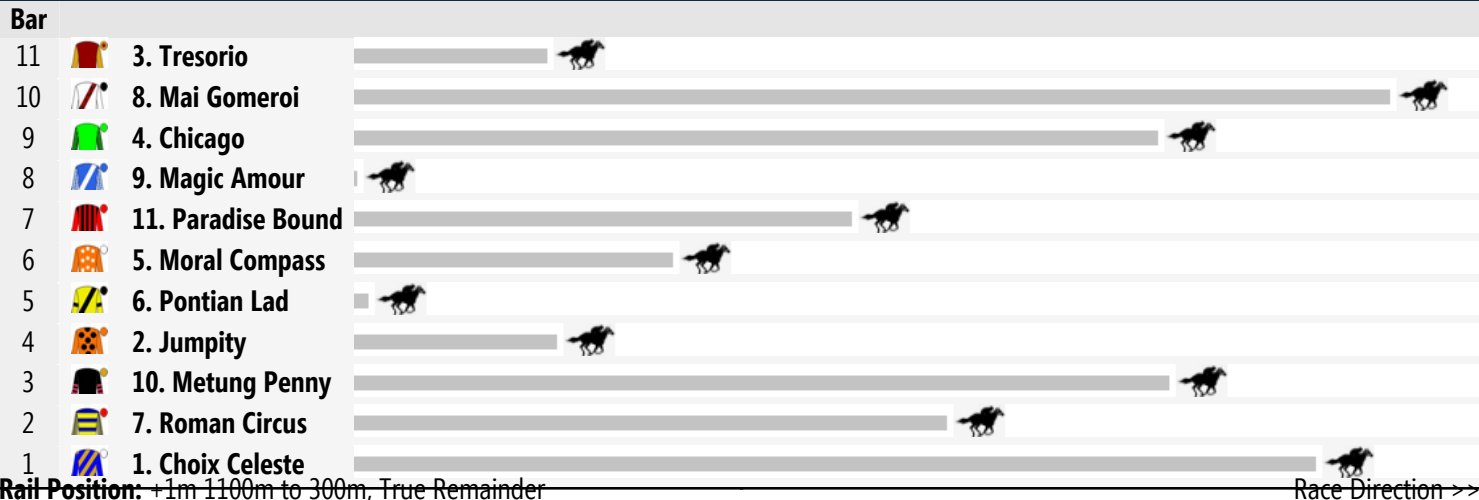 Bar
11 3. Tresorio
10 8. Mai Gomeroi
9 4. Chicago
8 9. Magic Amour
7 11. Paradise Bound
6 5. Moral Compass
5 6. Pontian Lad
4 2. Jumpity
3 10. Metung Penny
2 7. Roman Circus
1 1. Choix Celeste
Rail Position: +1m 1100m to 300m, True Remainder Race Direction >>